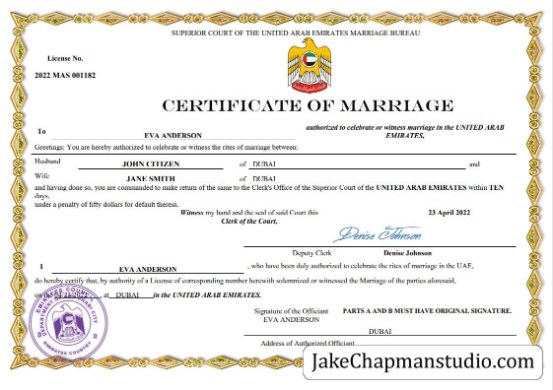 SUPERIOR COURT OF THE UNITED ARAB EMIRATES MARRIAGE BUREAU
License No.
2022 MAS 001182
CERTIFICATE OF MARRIAGE
To EVA ANDERSON authorized to celebrate or witness marriage in the UNITED ARAB
EMIRATES,
Greetings: You are hereby authorized to celebrate or witness the rites of marriage between:
Husband JOHN CITIZEN of DUBAI and
Wife JANE SMITH of DUBAI
and having done so, you are commanded to make return of the same to the Clerk's Office of the Superior Court of the UNITED ARAB EMIRATES within TEN
days,
under a penalty of fifty dollars for default therein.
Witness my hand and the seal of said Court this 23 April 2022
Clerk of the Court,
Denise Johnson
Deputy Clerk Denise Johnson
I EVA ANDERSON , who have been duly authorized to celebrate the rites of marriage in the UAE,
do hereby certify that, by authority of a License of corresponding number herewith solemnized or witnessed the Marriage of the parties aforesaid,
on the 2022 , at DUBAI in the UNITED ARAB EMIRATES.
EMIRATES COUNTRY
Signature of the Officiant PARTS A AND B MUST HAVE ORIGINAL SIGNATURE.
EVA ANDERSON
DUBAI
Address of Authorized Officiant
JakeChapmanstudio.com